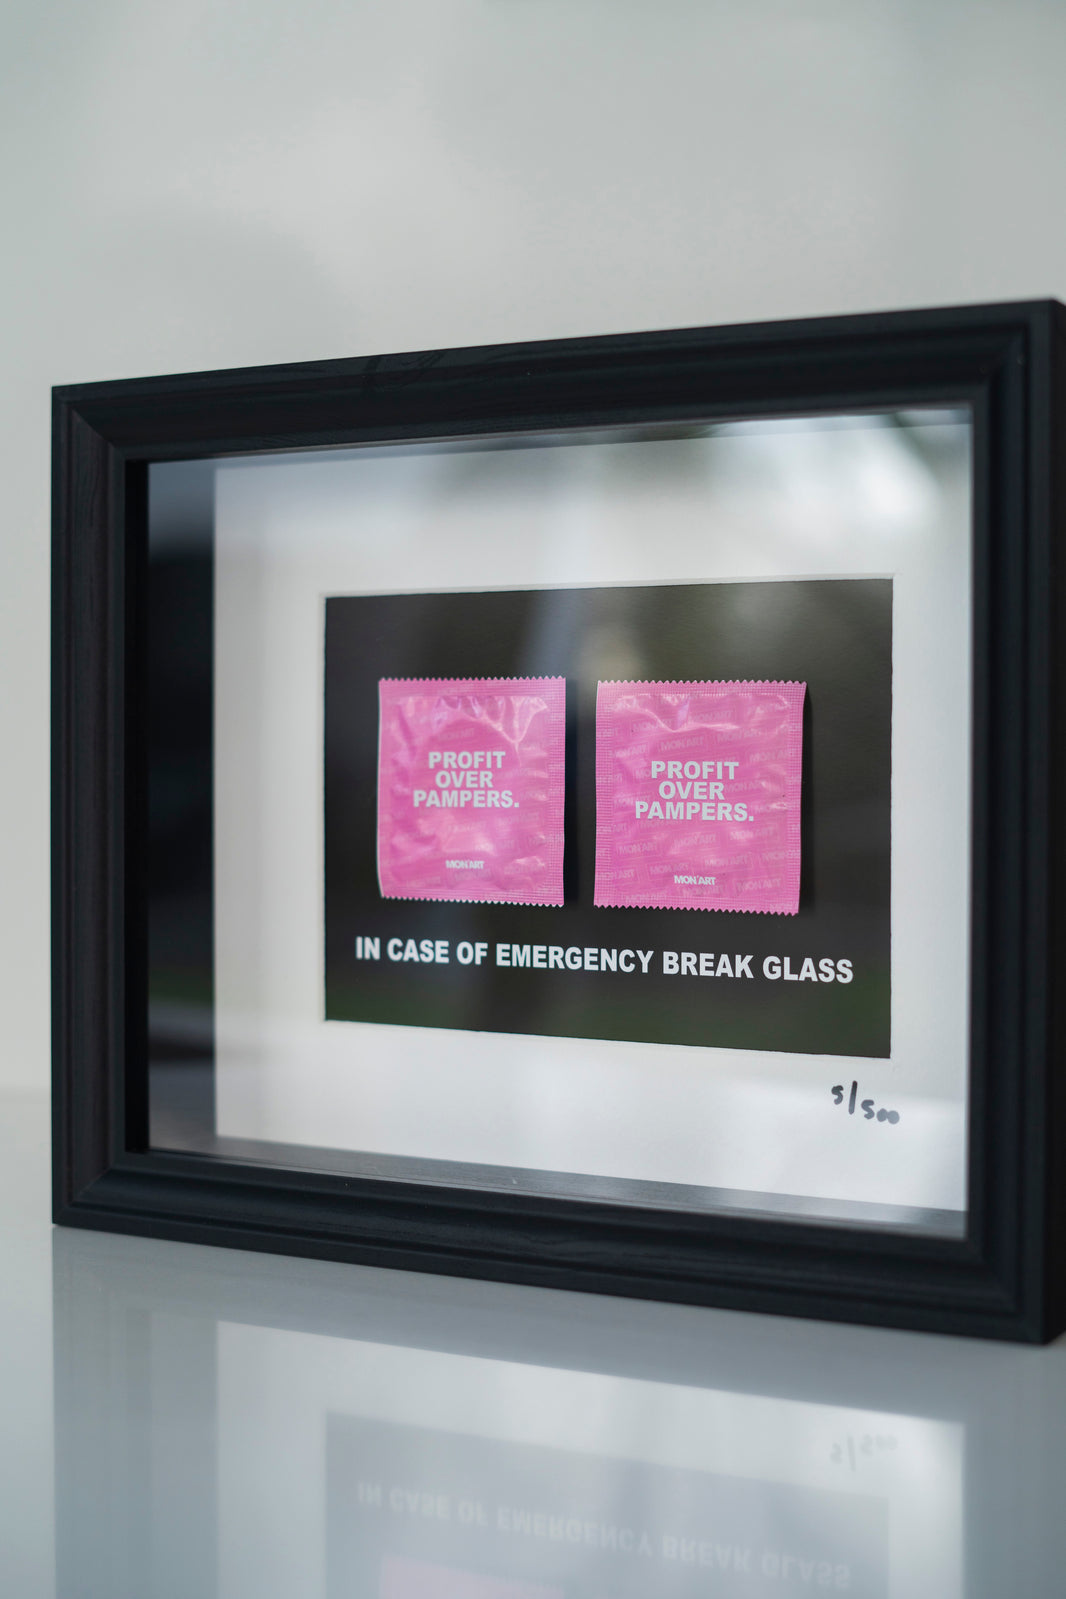 PROFIT
OVER
PAMPERS.
MON'ART
PROFIT
OVER
PAMPERS.
MON'ART
IN CASE OF EMERGENCY BREAK GLASS
5/500